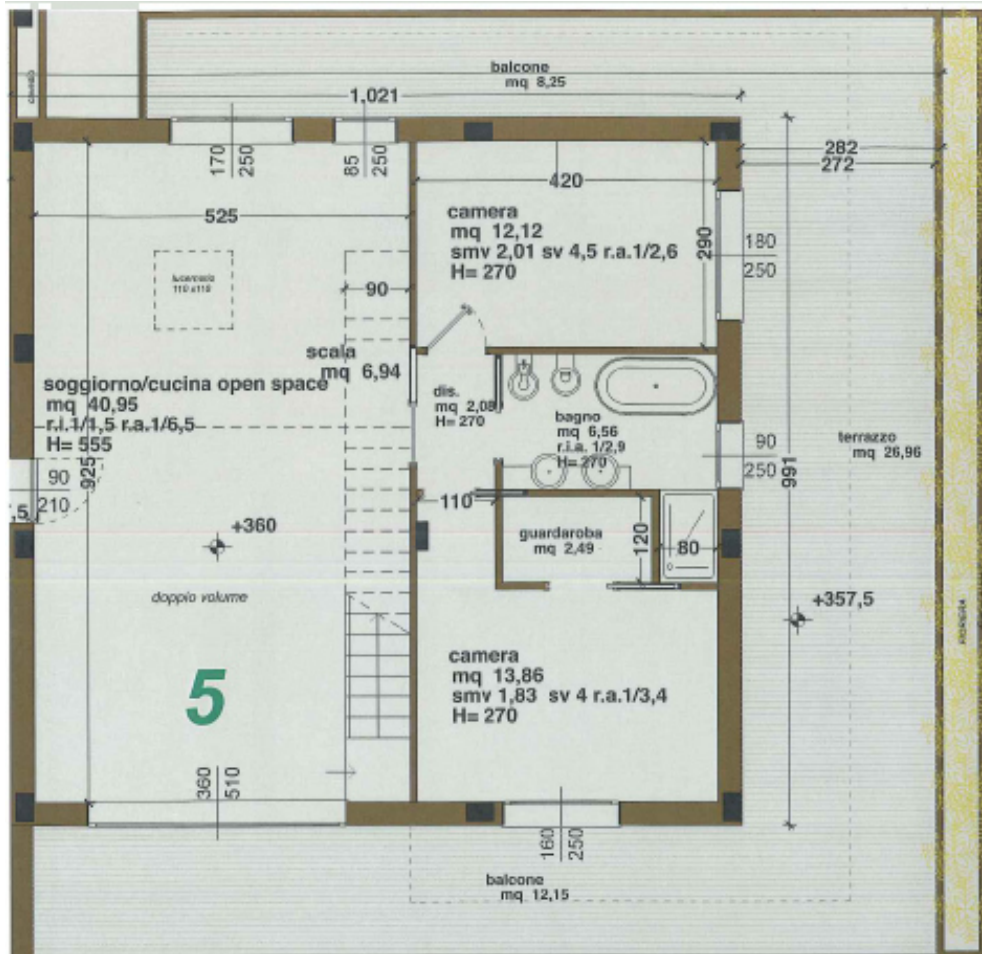 balcone
mq 8,25
1.021
170
250
85
250
282
272
420
525
camera
mq 12,12
smv 2,01 sv 4,5 r.a.1/2,6
H= 270
290
180
250
lucernario
110 x110
90
scala
mq 6,94
soggiorno/cucina open space
mq 40,95
r.i.1/1,5 r.a.1/6,5
H= 555
925
dis.
mq 2,08
H= 270
bagno
mq 6,56
r.i.a. 1/2,9
H= 270
90
250
991
terrazzo
mq 26,96
90
210
,5
110
+360
guardaroba
mq 2,49
120
80
doppio volume
+357,5
FIORIERA
camera
mq 13,86
smv 1,83 sv 4 r.a.1/3,4
H= 270
5
360
510
160
250
balcone
mq 12,15